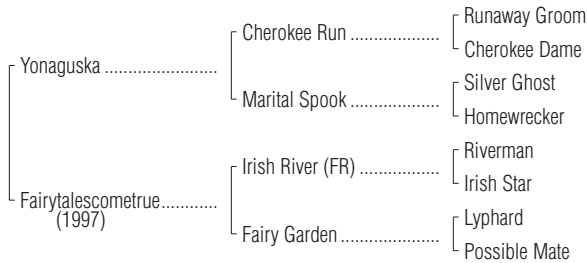 Runaway Groom
Cherokee Run ....................
Cherokee Dame
Yonaguska .........................
Silver Ghost
Marital Spook ....................
Homewrecker
Riverman
Irish River (FR) ..................
Irish Star
Fairytalescometrue............
(1997)
Lyphard
Fairy Garden ......................
Possible Mate